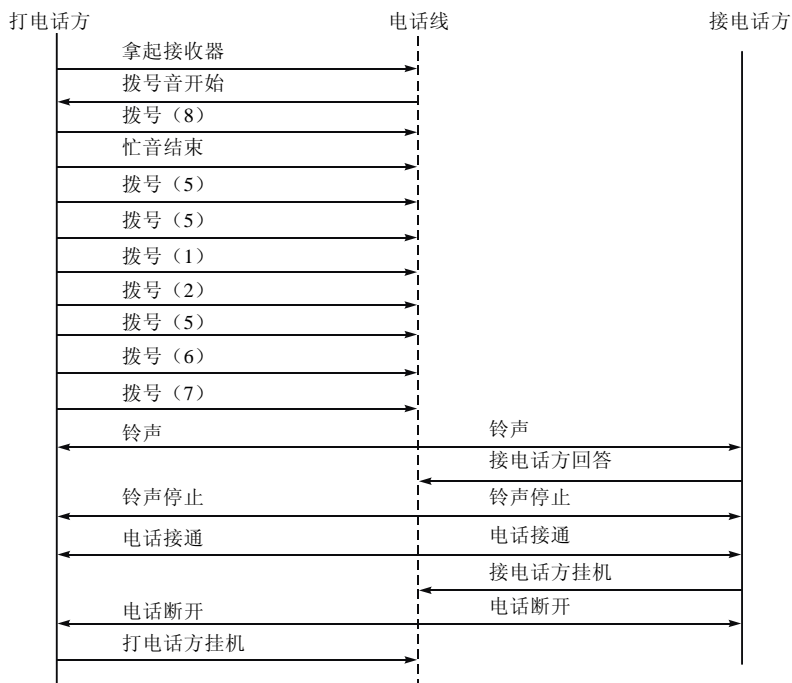 打电话方 电话线 接电话方
拿起接收器
拨号音开始
拨号（8）
忙音结束
拨号（5）
拨号（5）
拨号（1）
拨号（2）
拨号（5）
拨号（6）
拨号（7）
铃声 铃声
接电话方回答
铃声停止 铃声停止
电话接通 电话接通
接电话方挂机
电话断开 电话断开
打电话方挂机